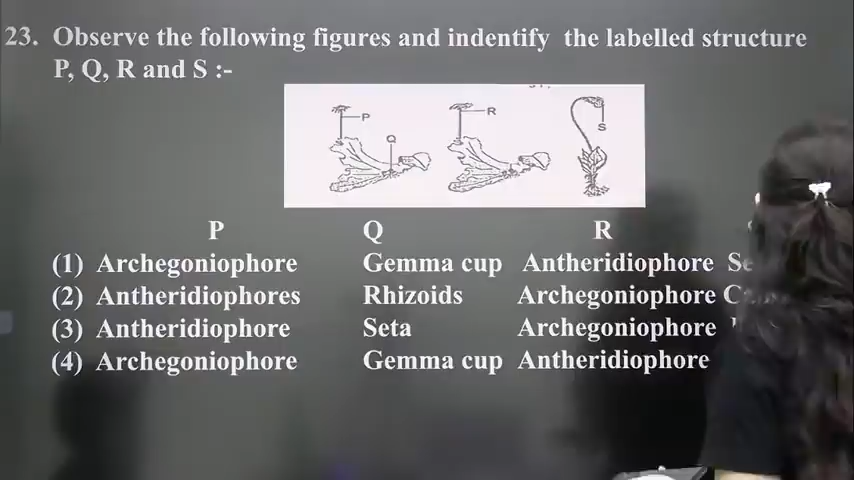 23. Observe the following figures and indentify the labelled structure
P, Q, R and S :-
P
Q
R
S
P Q R
(1) Archegoniophore Gemma cup Antheridiophore
(2) Antheridiophores Rhizoids Archegoniophore
(3) Antheridiophore Seta Archegoniophore
(4) Archegoniophore Gemma cup Antheridiophore